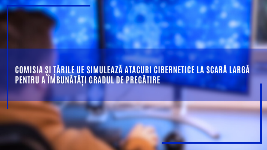 COMISIA ȘI ȚĂRILE UE SIMULEAZĂ ATACURI CIBERNETICE LA SCARĂ LARGĂ
PENTRU A ÎMBUNĂTĂȚI GRADUL DE PREGĂTIRE